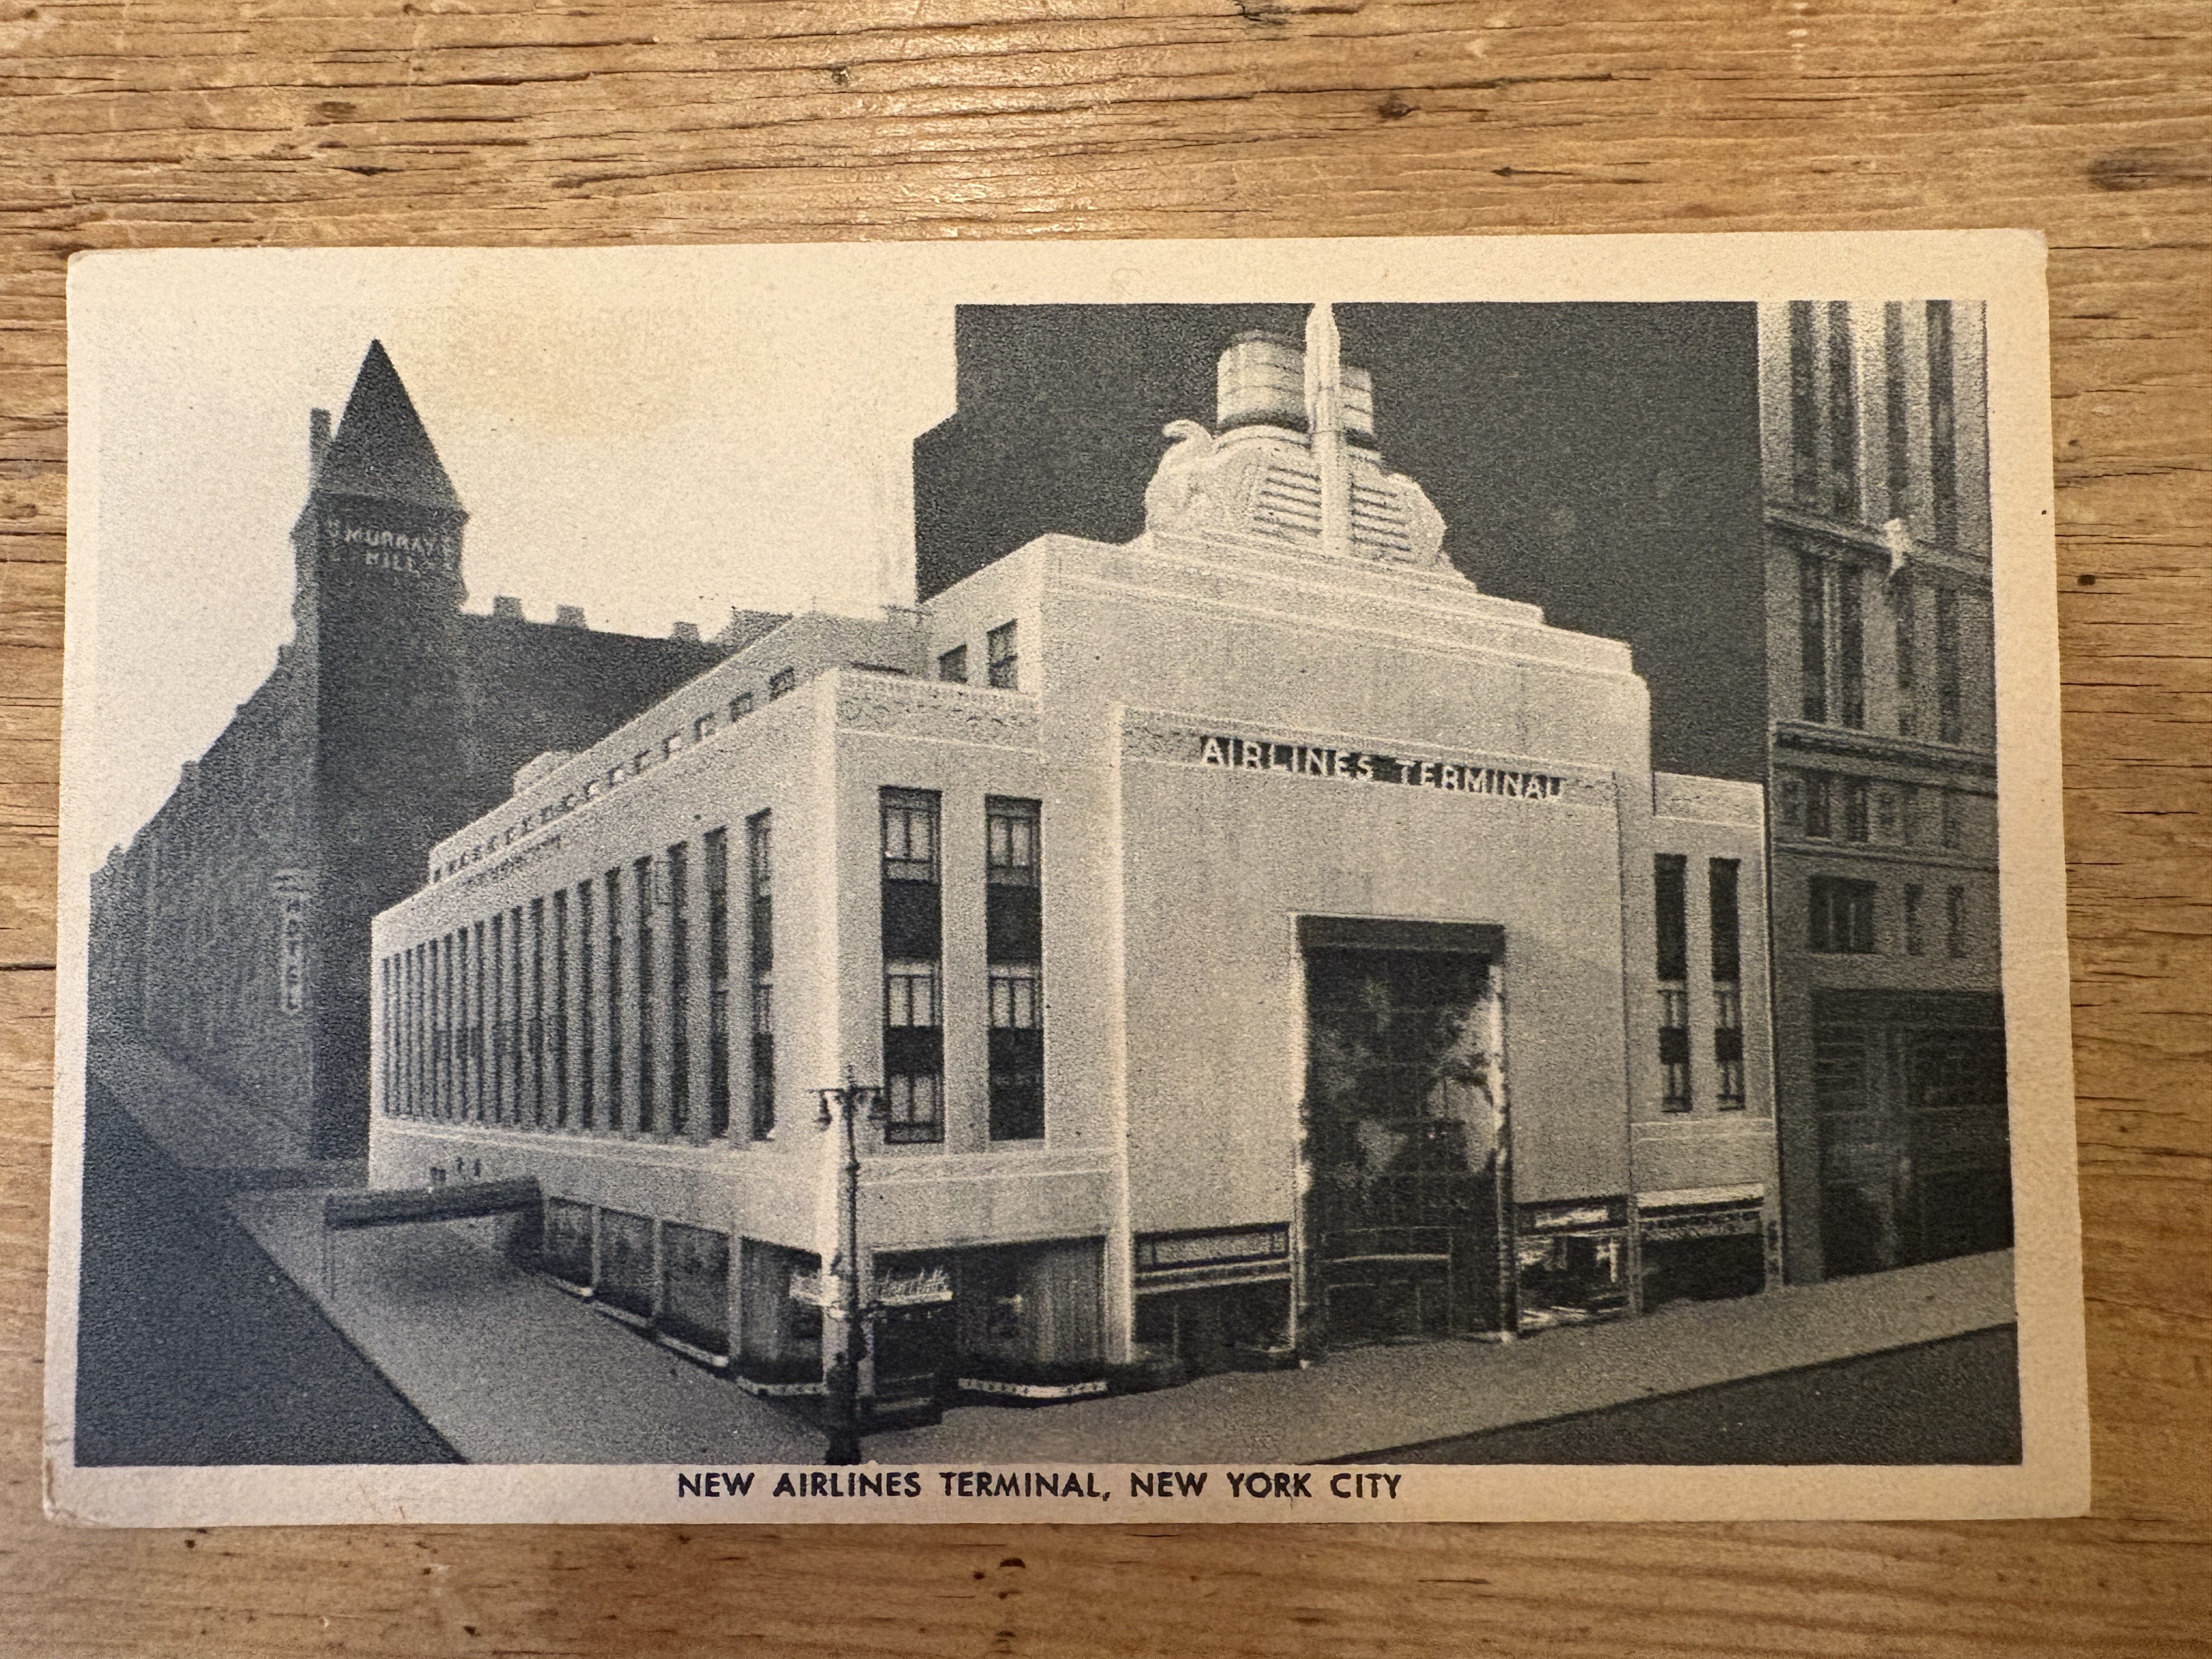 MURRAY
HILL
HOTEL
AIRLINES TERMINAL
NEW AIRLINES TERMINAL, NEW YORK CITY